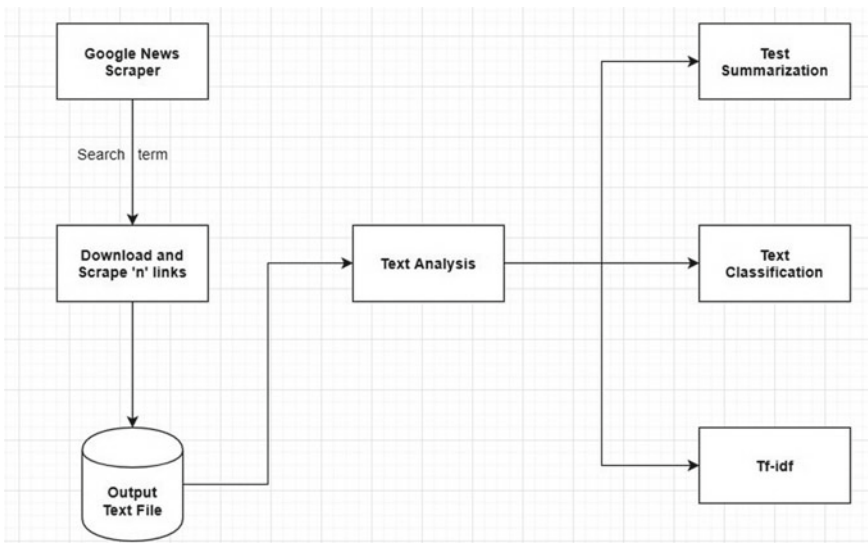 Google News
Scraper
Search term
Download and
Scrape 'n' links
Output
Text File
Text Analysis
Test
Summarization
Text
Classification
Tf-idf